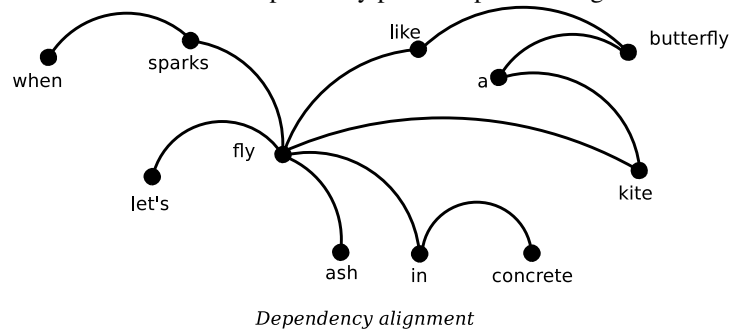 like
butterfly
when
sparks
a
fly
let's
kite
ash
in
concrete
Dependency alignment